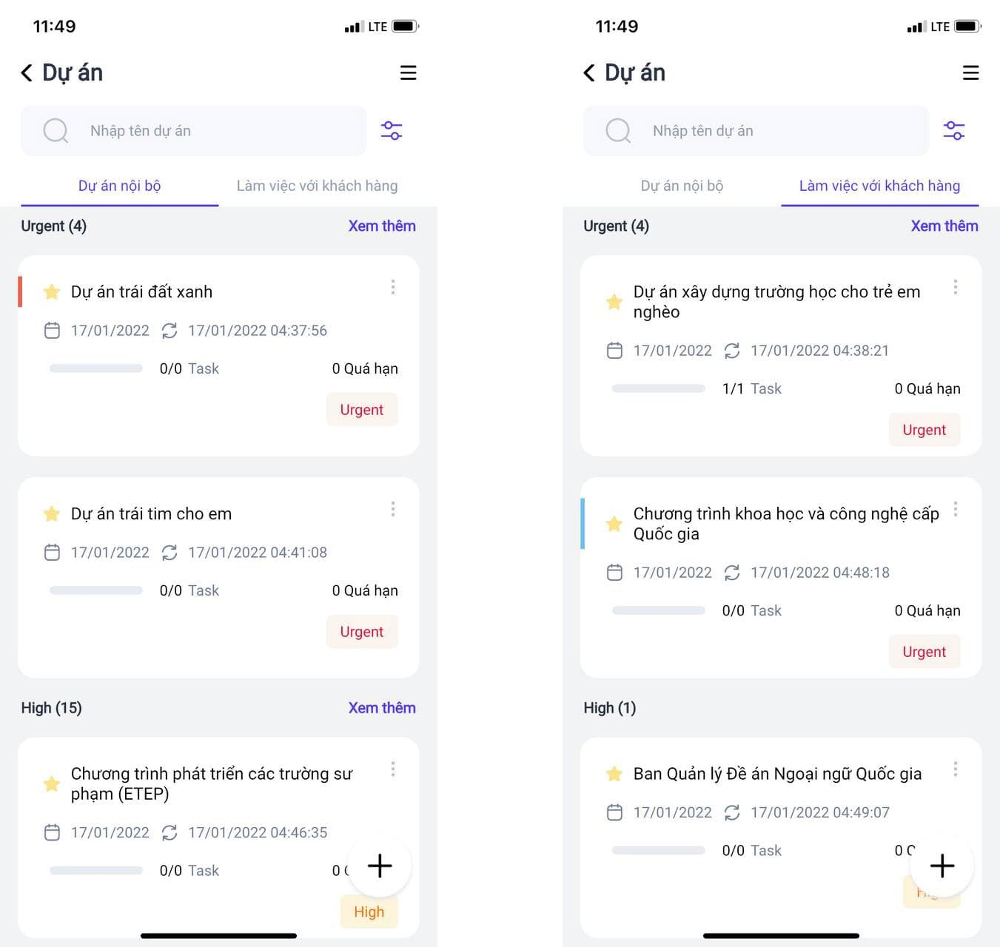 11:49
LTE
Dự án
Nhập tên dự án
Dự án nội bộ
Làm việc với khách hàng
Urgent (4)
Xem thêm
Dự án trái đất xanh
17/01/2022
17/01/2022 04:37:56
0/0 Task
0 Quá hạn
Urgent
Dự án trái tim cho em
17/01/2022
17/01/2022 04:41:08
0/0 Task
0 Quá hạn
Urgent
High (15)
Xem thêm
Chương trình phát triển các trường sư
phạm (ETEP)
17/01/2022
17/01/2022 04:46:35
0/0 Task
0
High
11:49
LTE
Dự án
Nhập tên dự án
Dự án nội bộ
Làm việc với khách hàng
Urgent (4)
Xem thêm
Dự án xây dựng trường học cho trẻ em
nghèo
17/01/2022
17/01/2022 04:38:21
1/1 Task
0 Quá hạn
Urgent
Chương trình khoa học và công nghệ cấp
Quốc gia
17/01/2022
17/01/2022 04:48:18
0/0 Task
0 Quá hạn
Urgent
High (1)
Ban Quản lý Đề án Ngoại ngữ Quốc gia
17/01/2022
17/01/2022 04:49:07
0/0 Task
0